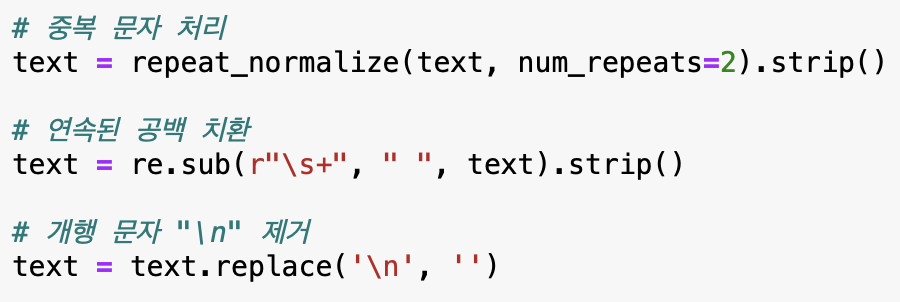 # 중복 문자 처리
text = repeat_normalize(text, num_repeats=2).strip()
# 연속된 공백 치환
text = re.sub(r"\s+", " ", text).strip()
# 개행 문자 "\n" 제거
text = text.replace('\n', '')